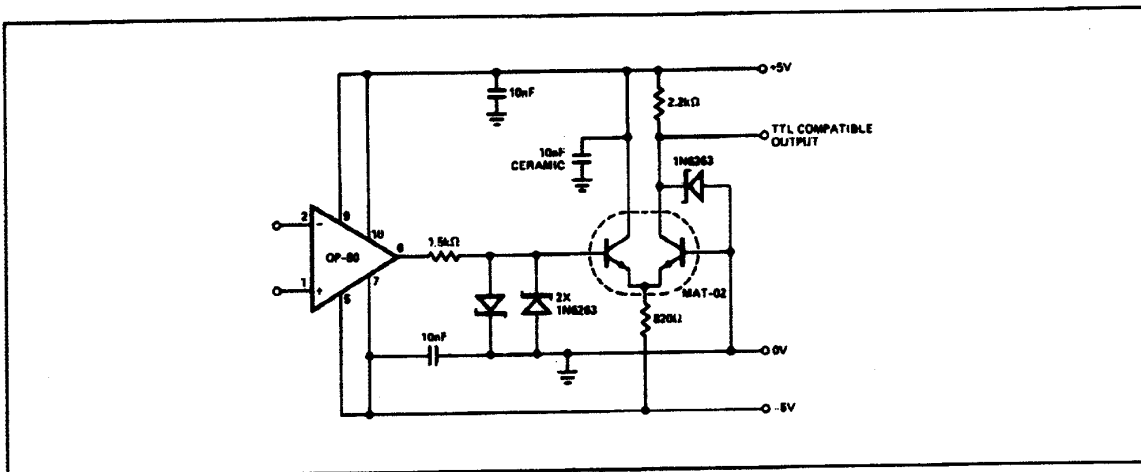 +5V
10nF
2.2kΩ
TTL COMPATIBLE
OUTPUT
10nF
CERAMIC
1N6263
2
−
9
10
OP-80
6
1.5kΩ
1
+
7
5
2X
1N6263
MAT-02
820Ω
10nF
0V
−5V